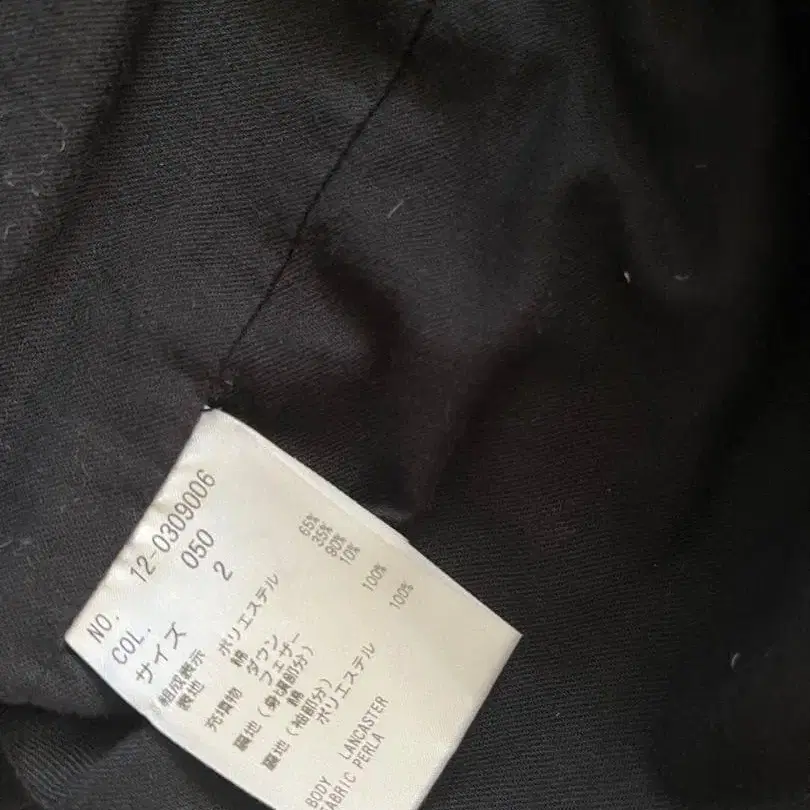 NO. 12-0309006
COL. 050
サイズ 2
組成表示
表地 ポリエステル 65%
綿 35%
充填物 ダウン 90%
フェザー 10%
裏地(身頃部分)
綿 100%
裏地(袖部分)
ポリエステル 100%
BODY LANCASTER
FABRIC PERLA